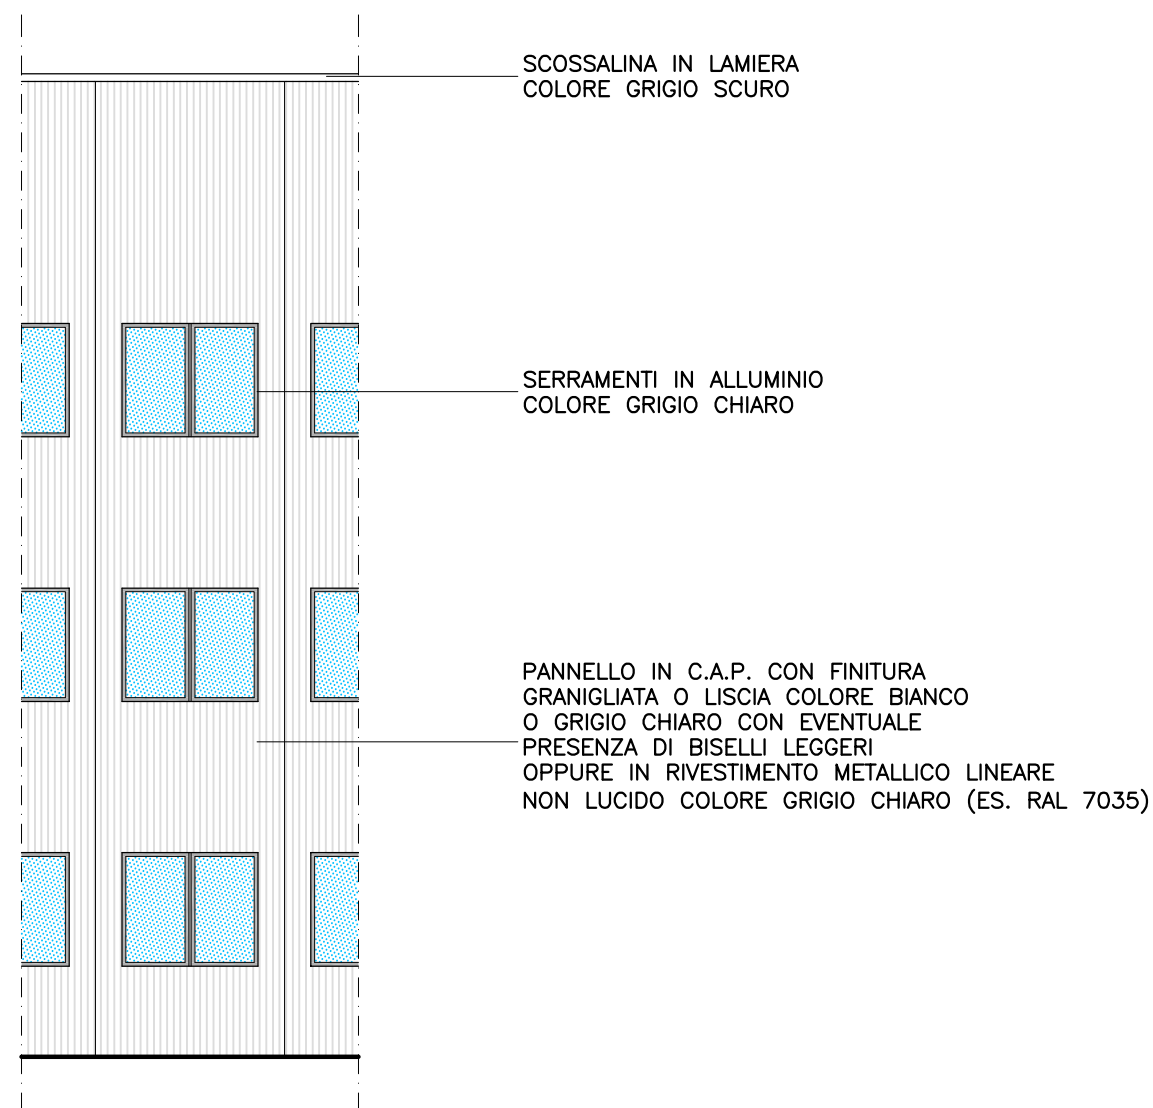 SCOSSALINA IN LAMIERA
COLORE GRIGIO SCURO
SERRAMENTI IN ALLUMINIO
COLORE GRIGIO CHIARO
PANNELLO IN C.A.P. CON FINITURA
GRANIGLIATA O LISCIA COLORE BIANCO
O GRIGIO CHIARO CON EVENTUALE
PRESENZA DI BISELLI LEGGERI
OPPURE IN RIVESTIMENTO METALLICO LINEARE
NON LUCIDO COLORE GRIGIO CHIARO (ES. RAL 7035)